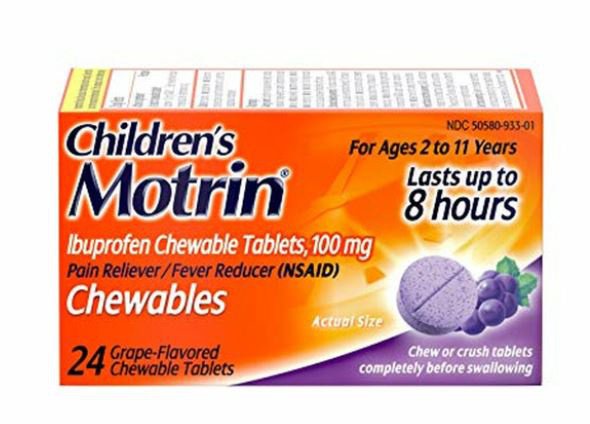 NDC 50580-933-01
Children's
Motrin®
For Ages 2 to 11 Years
Lasts up to
8 hours
Ibuprofen Chewable Tablets, 100 mg
Pain Reliever/Fever Reducer (NSAID)
Chewables
Actual Size
24 Grape-Flavored
Chewable Tablets
Chew or crush tablets
completely before swallowing